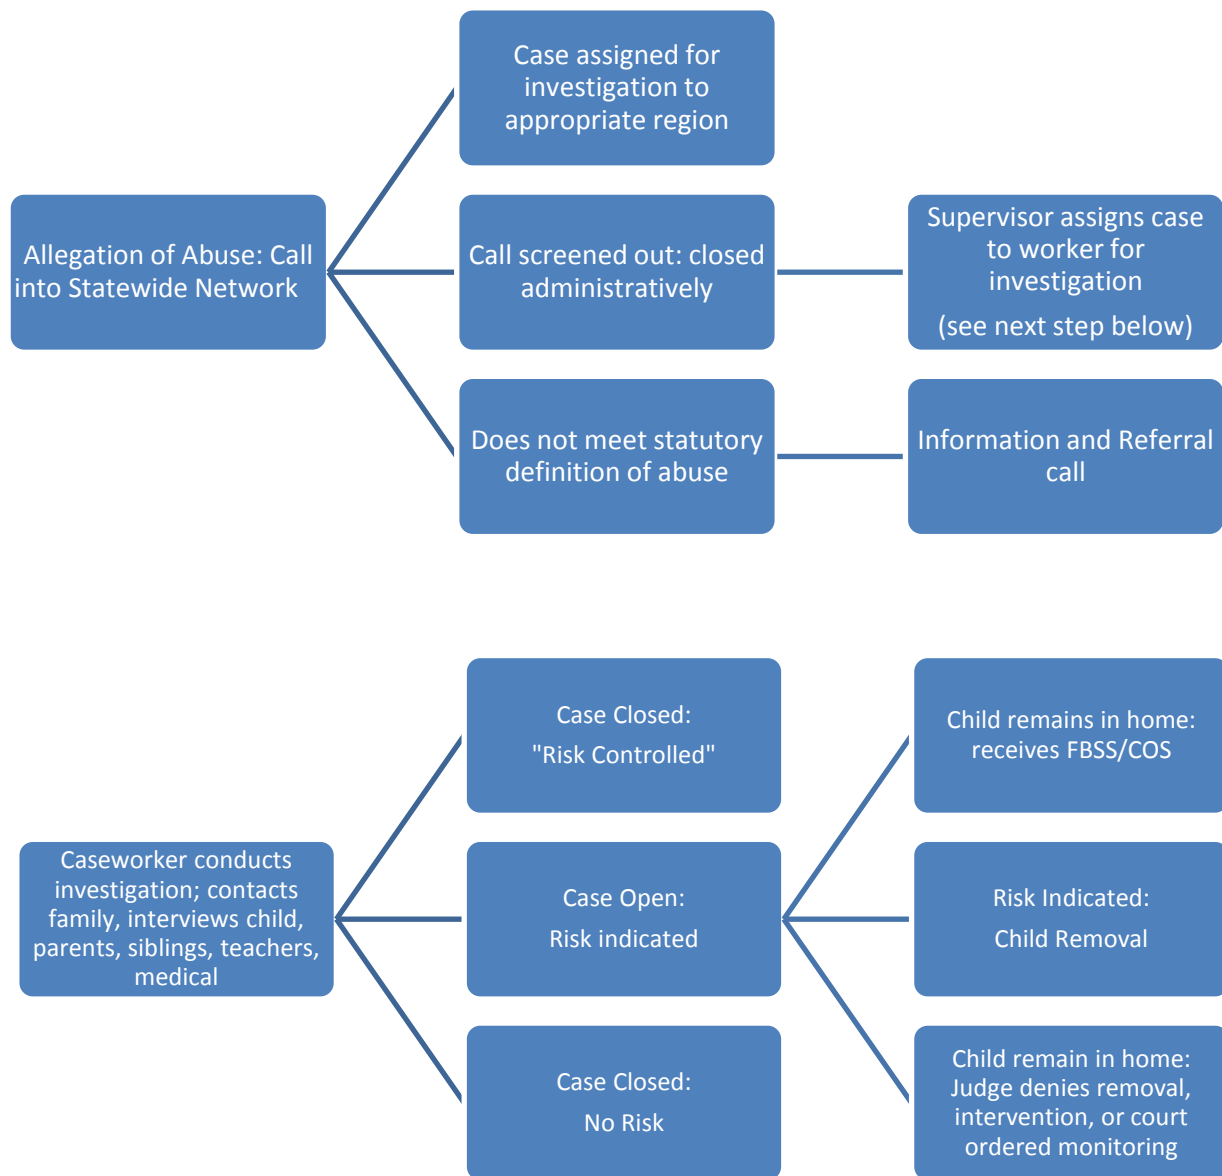 Case assigned for
investigation to
appropriate region
Allegation of Abuse: Call
into Statewide Network
Call screened out: closed
administratively
Supervisor assigns case
to worker for
investigation
(see next step below)
Does not meet statutory
definition of abuse
Information and Referral
call
Case Closed:
"Risk Controlled"
Child remains in home:
receives FBSS/COS
Caseworker conducts
investigation; contacts
family, interviews child,
parents, siblings, teachers,
medical
Case Open:
Risk indicated
Risk Indicated:
Child Removal
Case Closed:
No Risk
Child remain in home:
Judge denies removal,
intervention, or court
ordered monitoring